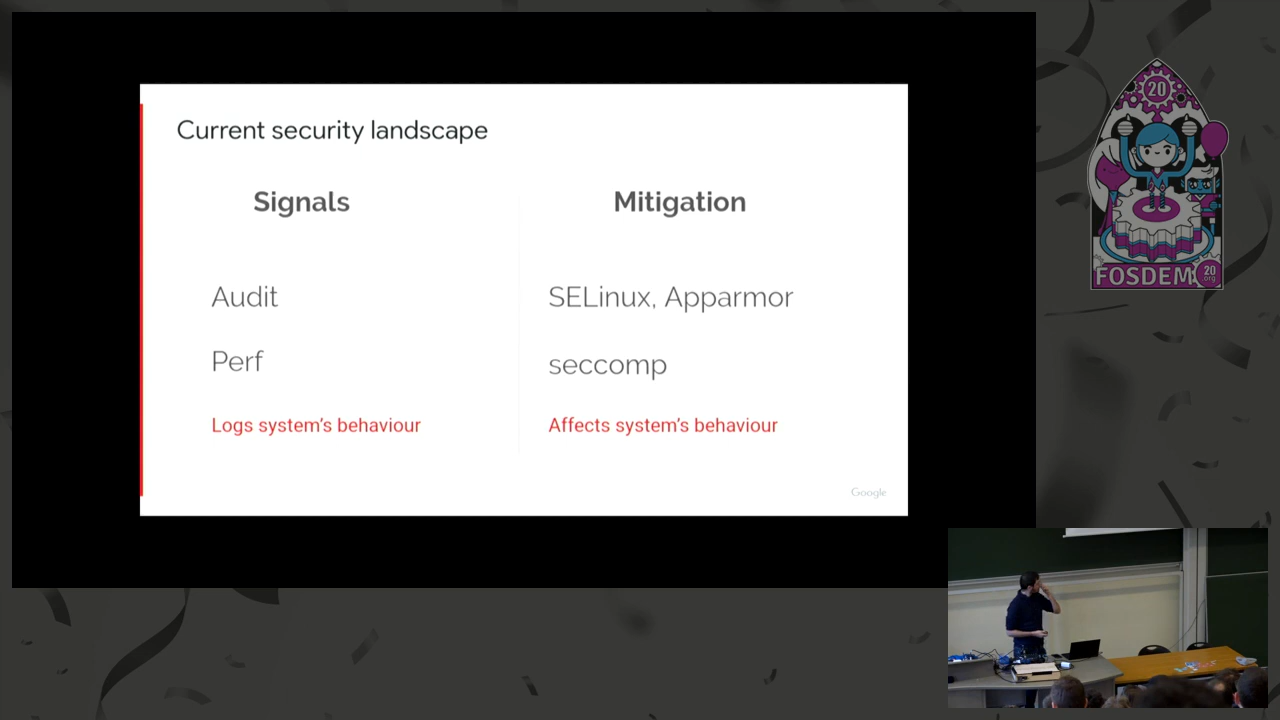 Current security landscape
Signals
Mitigation
Audit
SELinux, Apparmor
Perf
seccomp
Logs system's behaviour
Affects system's behaviour
Google
20
FOSDEM
20
.org